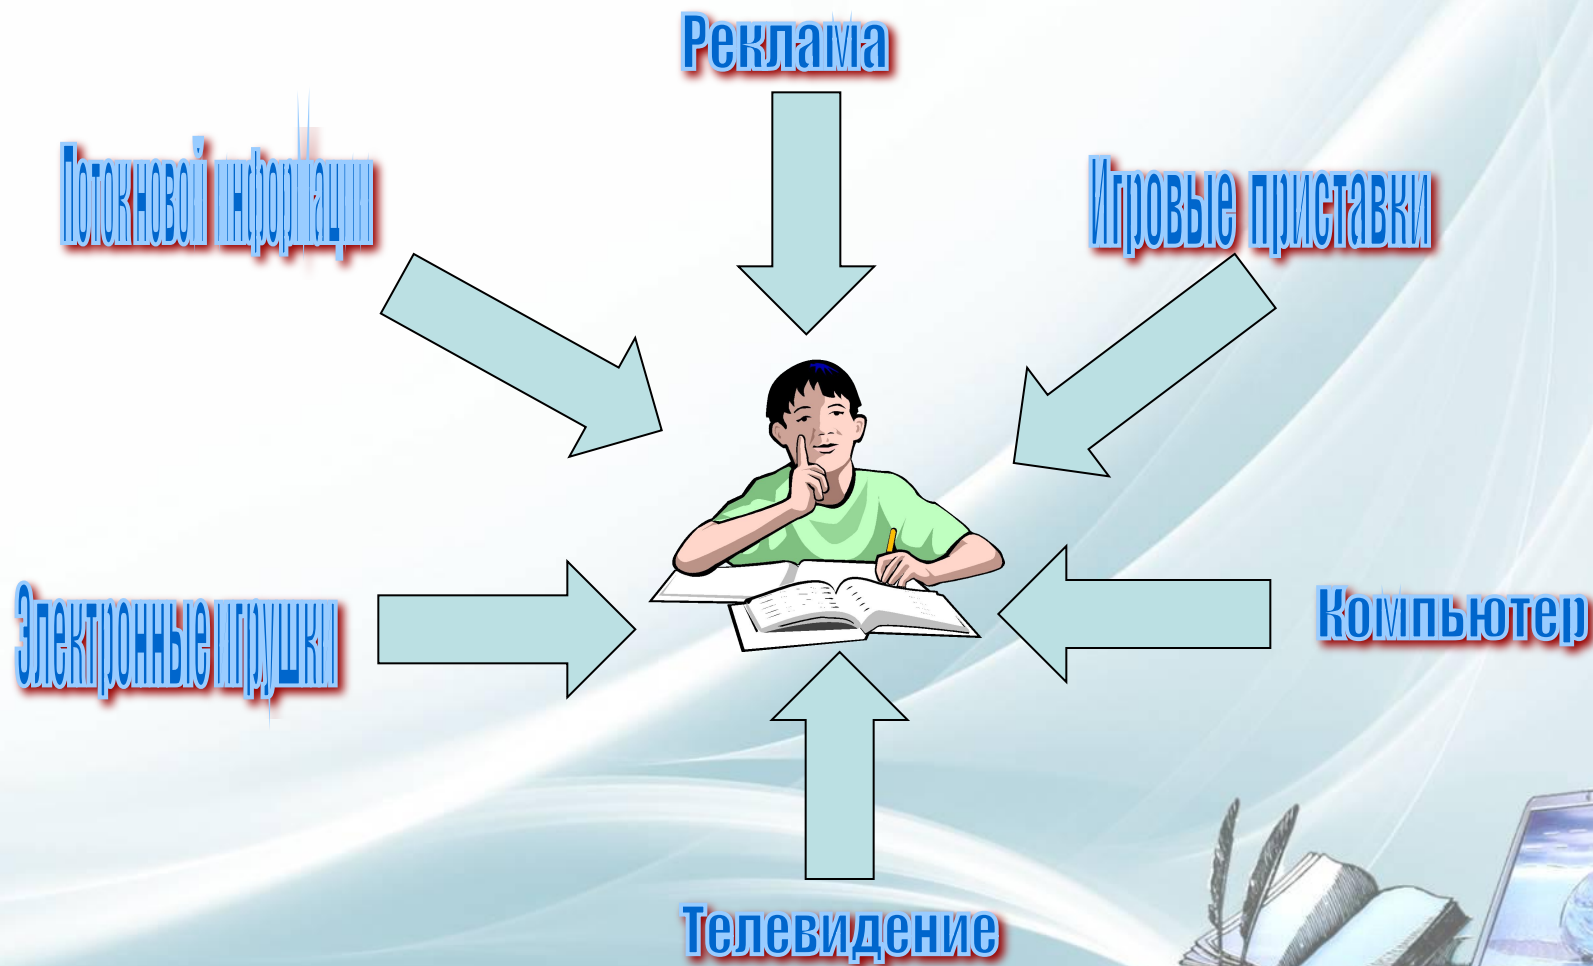 Реклама
Поток новой информации
Игровые приставки
Электронные игрушки
Компьютер
Телевидение